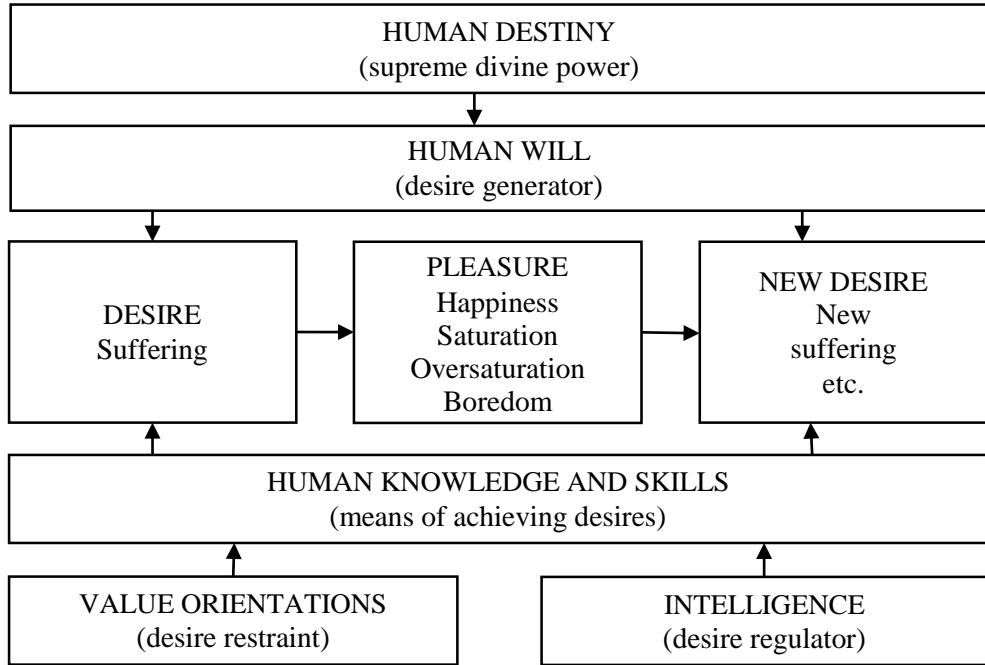 HUMAN DESTINY
(supreme divine power)
HUMAN WILL
(desire generator)
DESIRE
Suffering
PLEASURE
Happiness
Saturation
Oversaturation
Boredom
NEW DESIRE
New
suffering
etc.
HUMAN KNOWLEDGE AND SKILLS
(means of achieving desires)
VALUE ORIENTATIONS
(desire restraint)
INTELLIGENCE
(desire regulator)